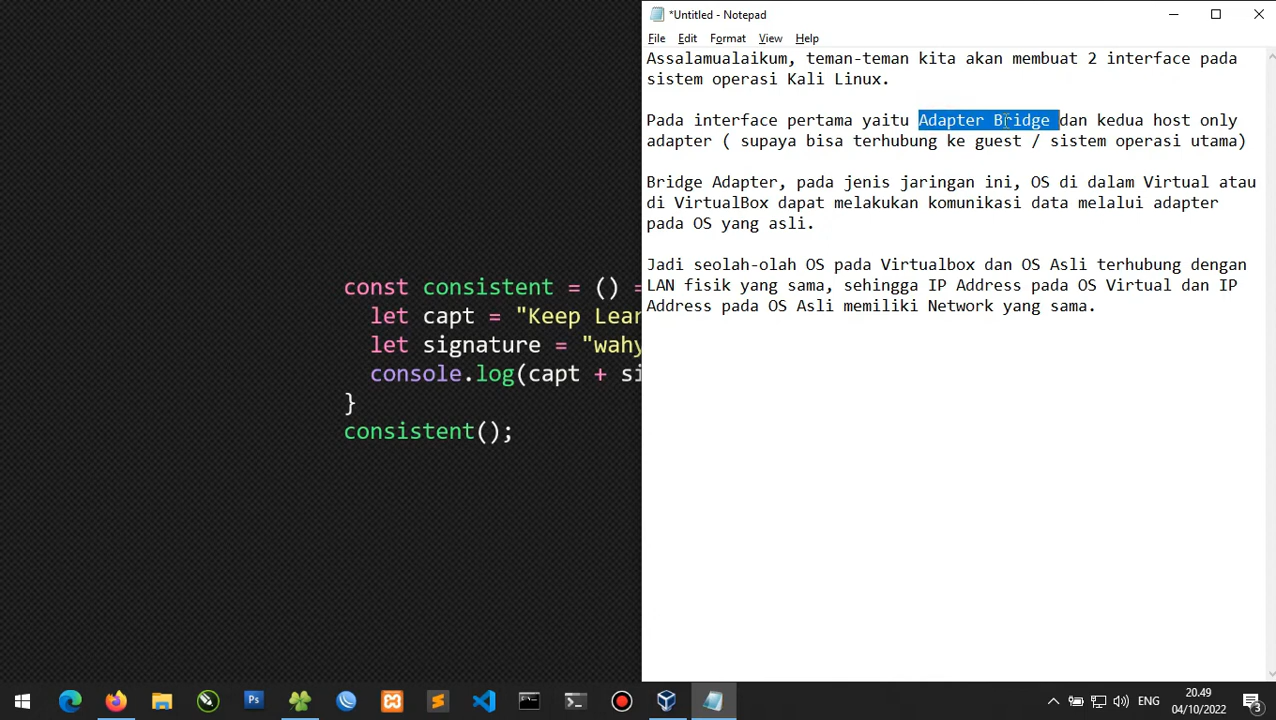 *Untitled - Notepad
File Edit Format View Help
Assalamualaikum, teman-teman kita akan membuat 2 interface pada
sistem operasi Kali Linux.
Pada interface pertama yaitu Adapter Bridge dan kedua host only
adapter ( supaya bisa terhubung ke guest / sistem operasi utama)
Bridge Adapter, pada jenis jaringan ini, OS di dalam Virtual atau
di VirtualBox dapat melakukan komunikasi data melalui adapter
pada OS yang asli.
Jadi seolah-olah OS pada Virtualbox dan OS Asli terhubung dengan
LAN fisik yang sama, sehingga IP Address pada OS Virtual dan IP
Address pada OS Asli memiliki Network yang sama.
const consistent = () =
let capt = "Keep Lear
let signature = "wahy
console.log(capt + si
}
consistent();
Ps
ENG
20.49
04/10/2022
3